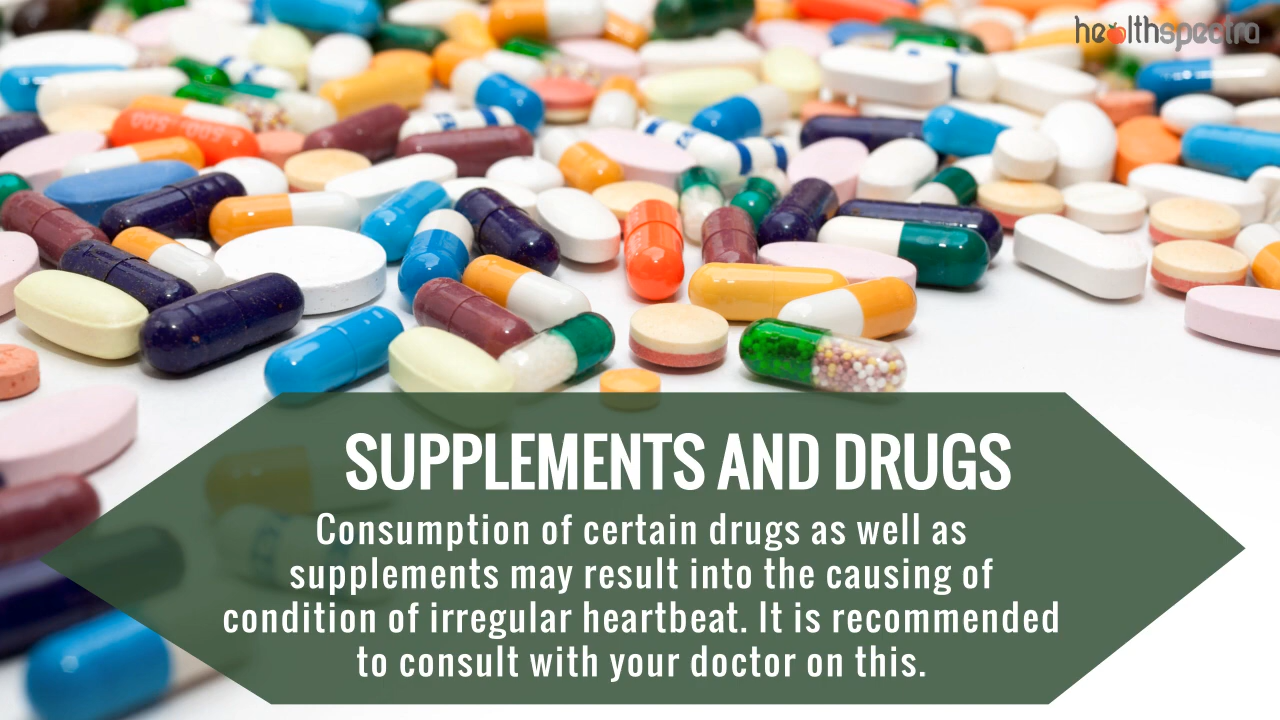 healthspectra
SUPPLEMENTS AND DRUGS
Consumption of certain drugs as well as
supplements may result into the causing of
condition of irregular heartbeat. It is recommended
to consult with your doctor on this.